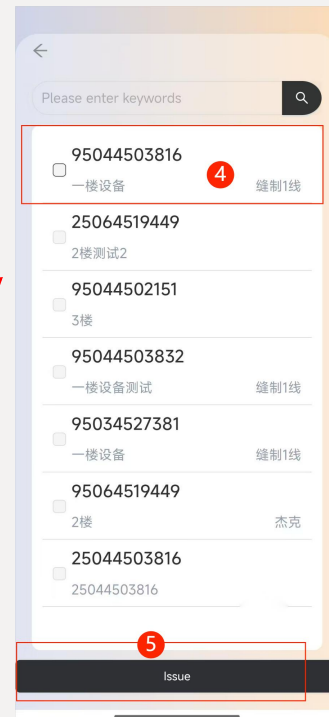 Please enter keywords
95044503816
4
一楼设备 缝制1线
25064519449
2楼测试2
95044502151
3楼
95044503832
一楼设备测试 缝制1线
95034527381
一楼设备 缝制1线
95064519449
2楼 杰克
25044503816
25044503816
5
Issue